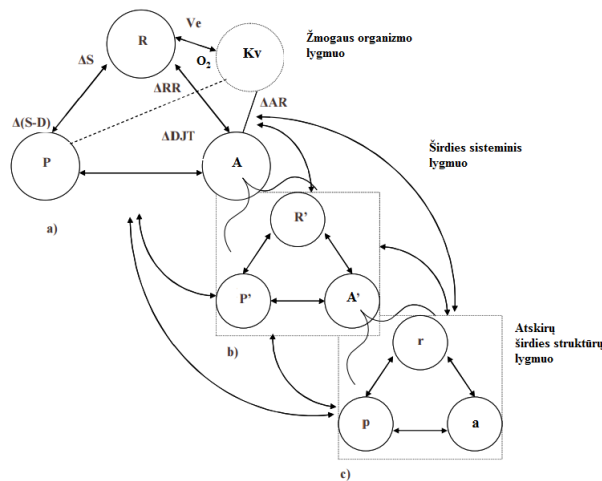 Ve
Žmogaus organizmo
lygmuo
R
Kv
O2
ΔS
ΔRR
ΔAR
Δ(S-D)
ΔDJT
Širdies sisteminis
lygmuo
P
A
a)
R'
P'
A'
b)
Atskirų
širdies struktūrų
lygmuo
r
p
a
c)